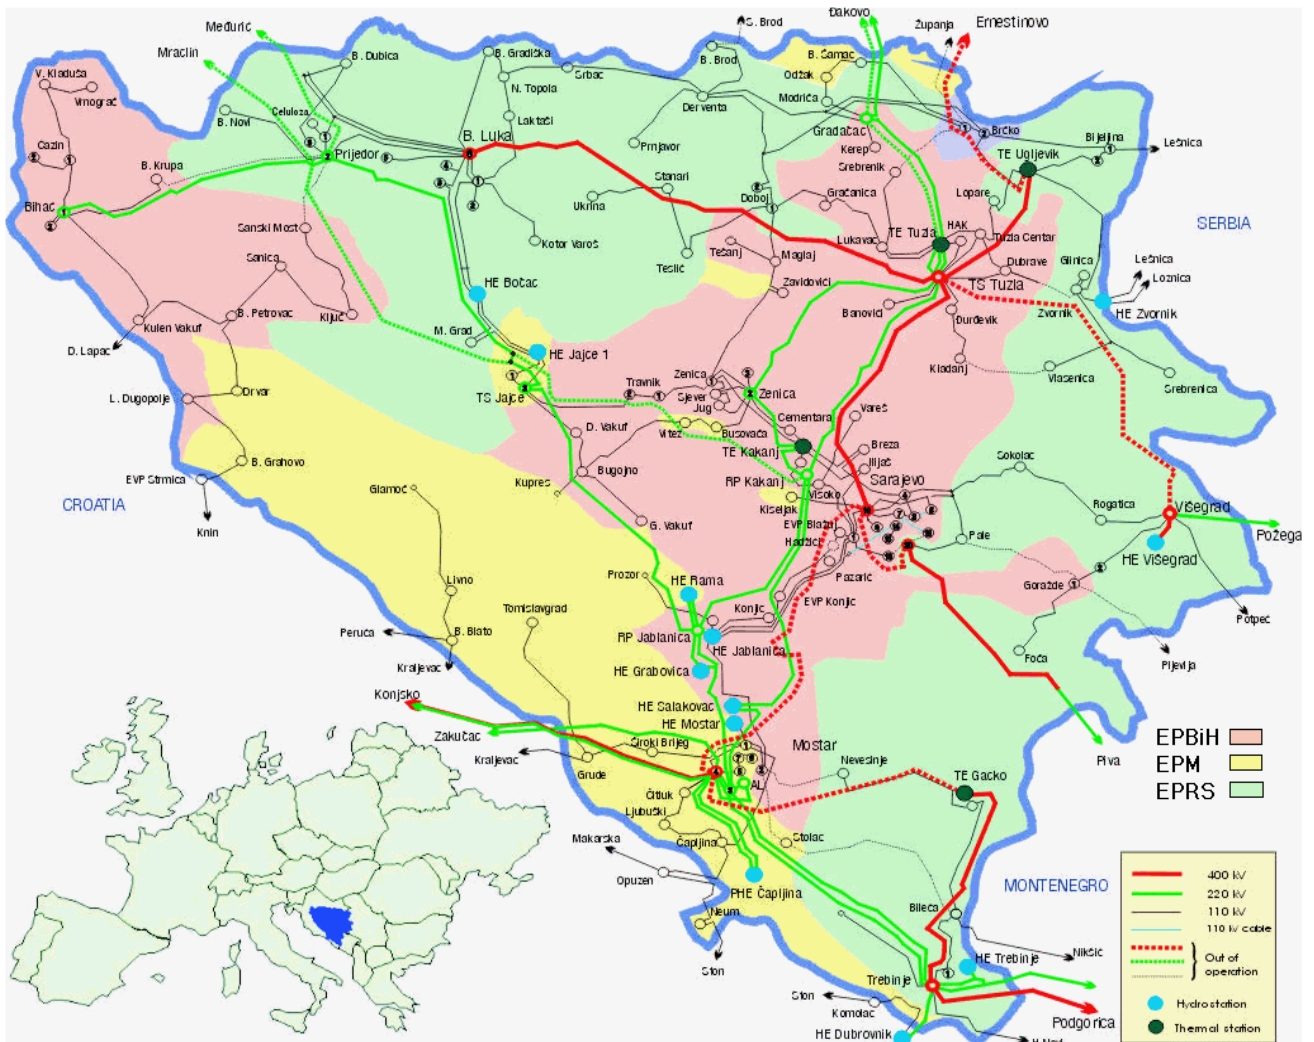 Međurić
Mraclin
S. Brod
Đakovo
Županja
Ernestinovo
V. Kladuša
Vrnograč
B. Dubica
B. Gradiška
Srbac
B. Brod
B. Šamac
Odžak
N. Topola
Derventa
Modriča
Celuloza
B. Novi
Laktaši
Gradačac
Brčko
Bijeljina
Cazin
B. Luka
Prnjavor
Kerep
Lešnica
B. Krupa
Prijedor
Srebrenik
TE Ugljevik
Stanari
Doboj
Gračanica
Lopare
Bihać
Ukrina
Sanski Most
Kotor Varoš
Lukavac
TE Tuzla
HAK
Tuzla Centar
SERBIA
Tešanj
Maglaj
Teslić
Sanica
Dubrave
Glinica
Lešnica
Loznica
HE Bočac
Zavidovići
TS Tuzla
Banovići
Đurđevik
Zvornik
HE Zvornik
Kulen Vakuf
B. Petrovac
Ključ
M. Grad
D. Lapac
HE Jajce 1
Kladanj
Vlasenica
Srebrenica
Zenica
Travnik
Sjever
Jug
Zenica
L. Dugopolje
Drvar
TS Jajce
Cementara
Vareš
D. Vakuf
Vitez
Busovača
Breza
TE Kakanj
Ilijaš
B. Grahovo
Bugojno
RP Kakanj
Sarajevo
Sokolac
EVP Strmica
Glamoč
Kupres
Visoko
Kiseljak
CROATIA
Rogatica
Višegrad
Knin
G. Vakuf
EVP Blažuj
Hadžići
Pale
Požega
HE Višegrad
Pazarić
Prozor
HE Rama
Goražde
Livno
EVP Konjic
Tomislavgrad
Konjic
Potpeć
Peruća
B. Blato
RP Jablanica
HE Jablanica
Foča
Pljevlja
Kraljevac
HE Grabovica
Konjsko
HE Salakovac
HE Mostar
Zakučac
Široki Brijeg
Mostar
EPBiH
Kraljevac
Grude
Nevesinje
Piva
EPM
TE Gacko
EPRS
Čitluk
AL
Ljubuški
Makarska
Čapljina
Stolac
Opuzen
PHE Čapljina
MONTENEGRO
400 kV
220 kV
110 kV
110 kV cable
Out of
operation
Hydrostation
Thermal station
Neum
Bileća
Nikšić
Ston
HE Trebinje
Trebinje
Ston
Komolac
Podgorica
HE Dubrovnik
H. Novi